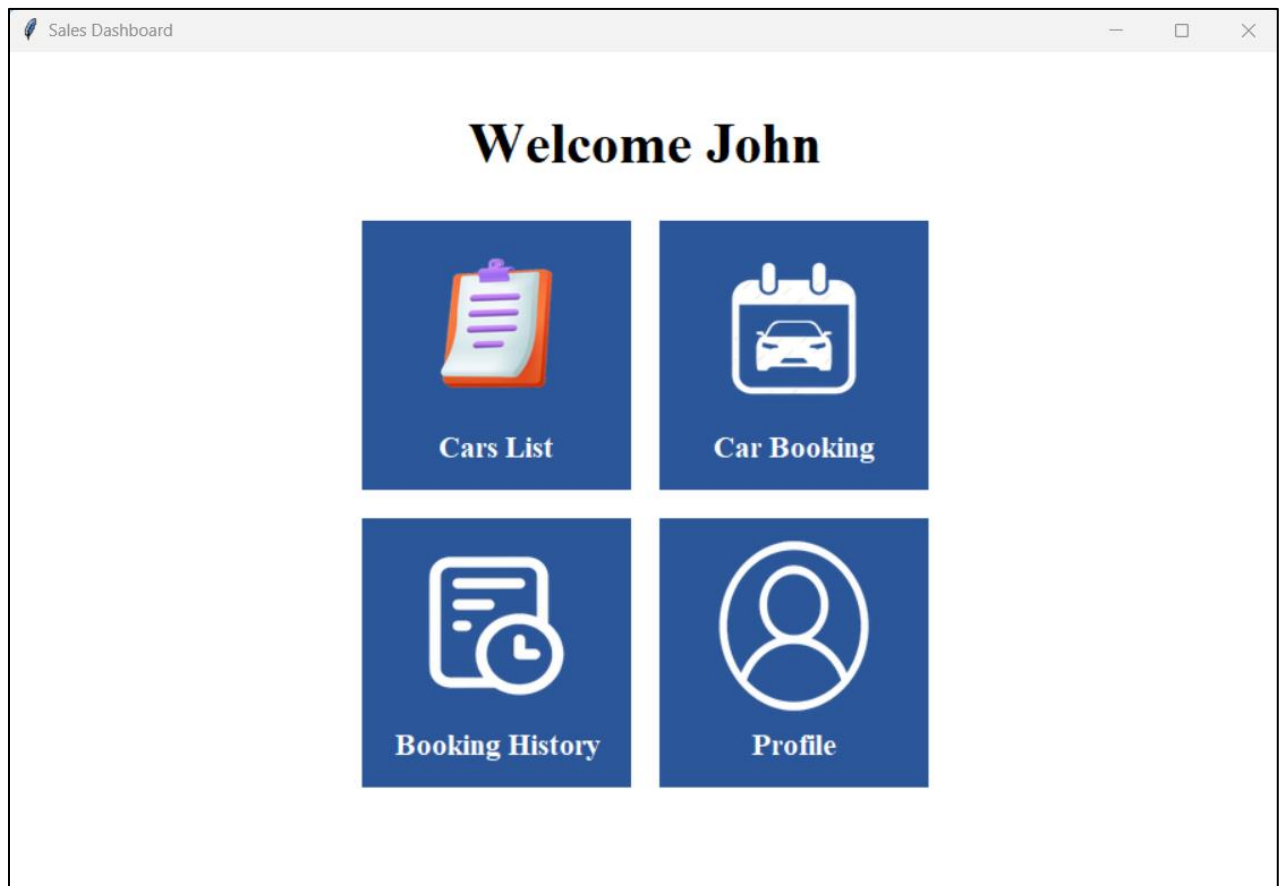 Sales Dashboard
Welcome John
Cars List
Car Booking
Booking History
Profile